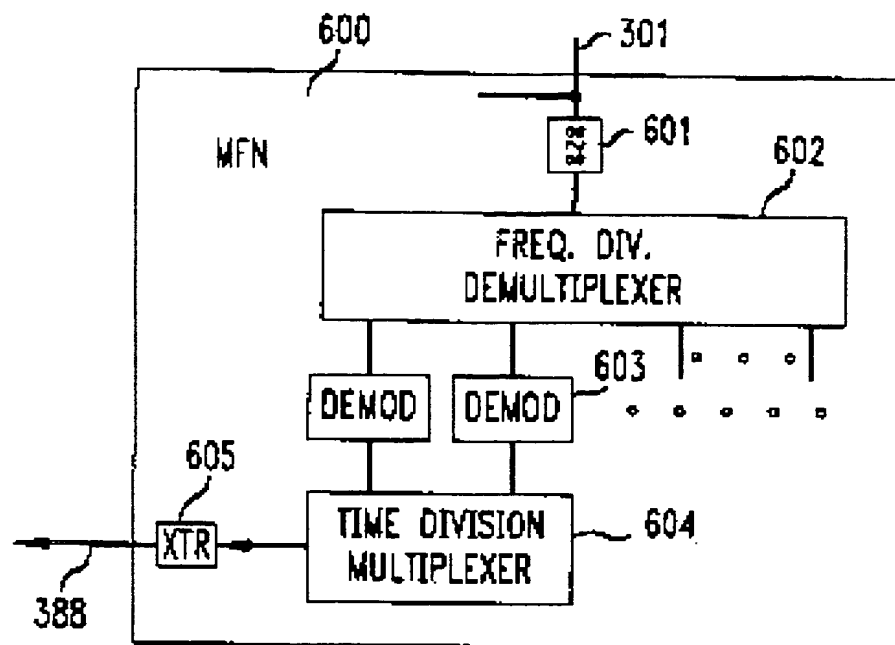 600
301
MFN
601
602
FREQ. DIV.
DEMULTIPLEXER
603
DEMOD
DEMOD
605
XTR
TIME DIVISION
MULTIPLEXER
604
388